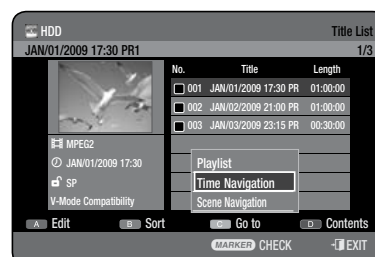 HDD Title List
JAN/01/2009 17:30 PR1 1/3
No. Title Length
001 JAN/01/2009 17:30 PR 01:00:00
002 JAN/02/2009 21:00 PR 01:00:00
003 JAN/03/2009 23:15 PR 00:30:00
MPEG2
JAN/01/2009 17:30
SP
V-Mode Compatibility
Playlist
Time Navigation
Scene Navigation
A Edit B Sort C Go to D Contents
MARKER CHECK EXIT